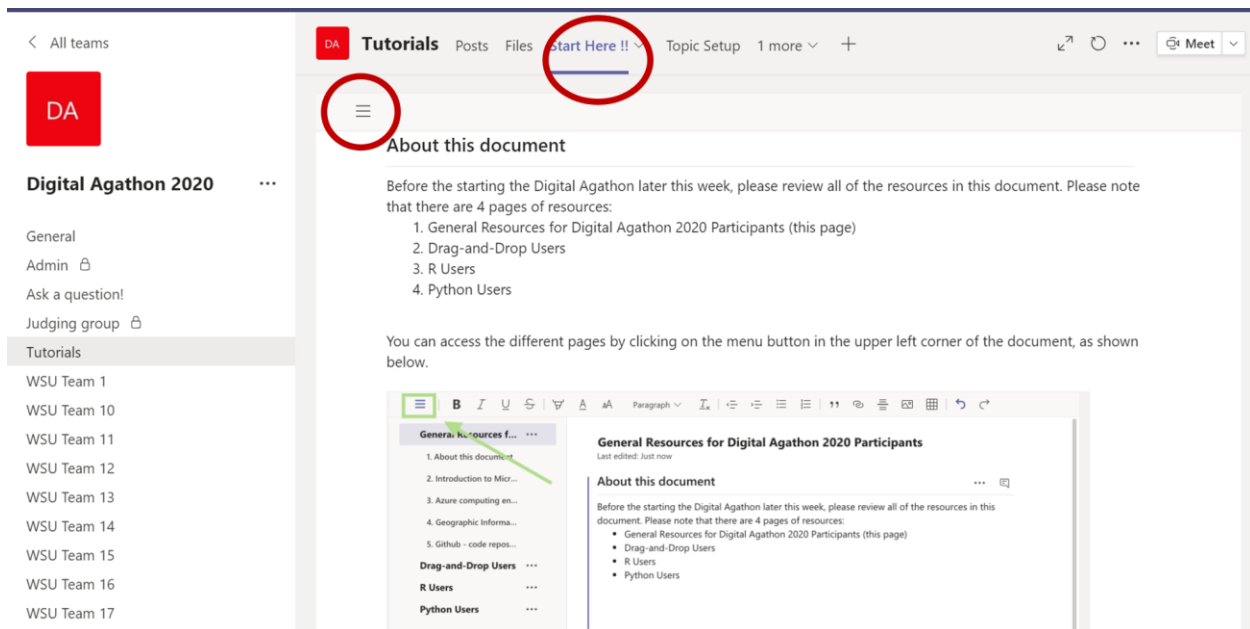 All teams
DA
Digital Agathon 2020
General
Admin
Ask a question!
Judging group
Tutorials
WSU Team 1
WSU Team 10
WSU Team 11
WSU Team 12
WSU Team 13
WSU Team 14
WSU Team 15
WSU Team 16
WSU Team 17
DA Tutorials Posts Files Start Here !! Topic Setup 1 more + Meet
About this document
Before the starting the Digital Agathon later this week, please review all of the resources in this document. Please note
that there are 4 pages of resources:
1. General Resources for Digital Agathon 2020 Participants (this page)
2. Drag-and-Drop Users
3. R Users
4. Python Users
You can access the different pages by clicking on the menu button in the upper left corner of the document, as shown
below.
B I U S A aA Paragraph Ix
General Resources f...
1. About this document
2. Introduction to Micr...
3. Azure computing en...
4. Geographic Informa...
5. Github - code repos...
Drag-and-Drop Users
R Users
Python Users
General Resources for Digital Agathon 2020 Participants
Last edited: Just now
About this document
Before the starting the Digital Agathon later this week, please review all of the resources in this
document. Please note that there are 4 pages of resources:
• General Resources for Digital Agathon 2020 Participants (this page)
• Drag-and-Drop Users
• R Users
• Python Users